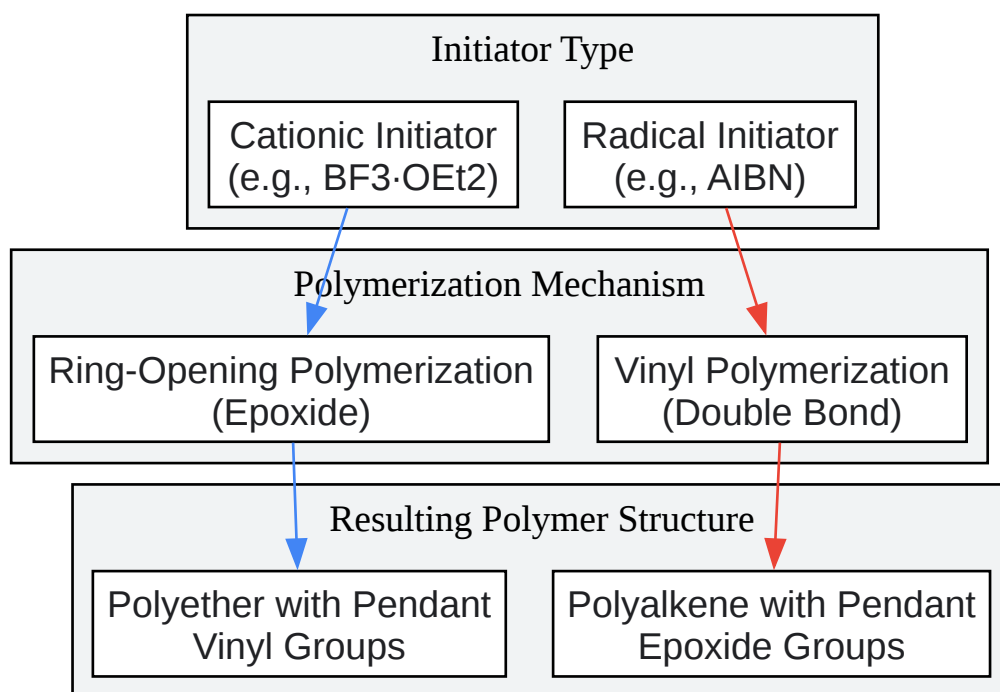 Initiator Type
Cationic Initiator
(e.g., BF3·OEt2)
Radical Initiator
(e.g., AIBN)
Polymerization Mechanism
Ring-Opening Polymerization
(Epoxide)
Vinyl Polymerization
(Double Bond)
Resulting Polymer Structure
Polyether with Pendant
Vinyl Groups
Polyalkene with Pendant
Epoxide Groups